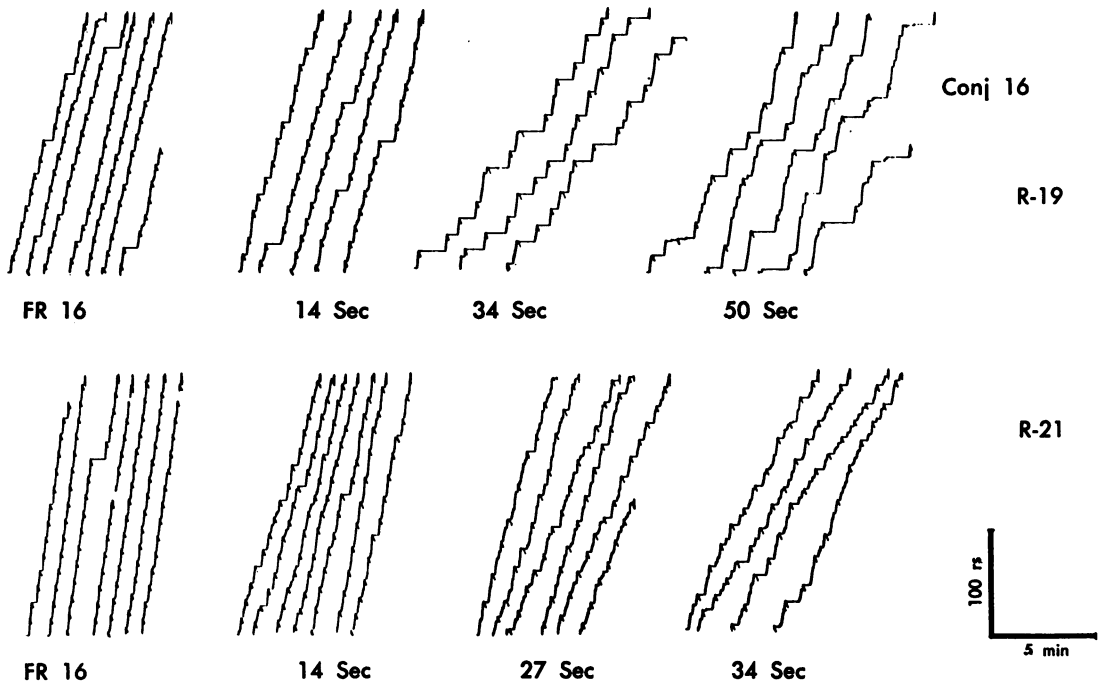 Conj 16
R-19
FR 16
14 Sec
34 Sec
50 Sec
R-21
100 rs
5 min
FR 16
14 Sec
27 Sec
34 Sec